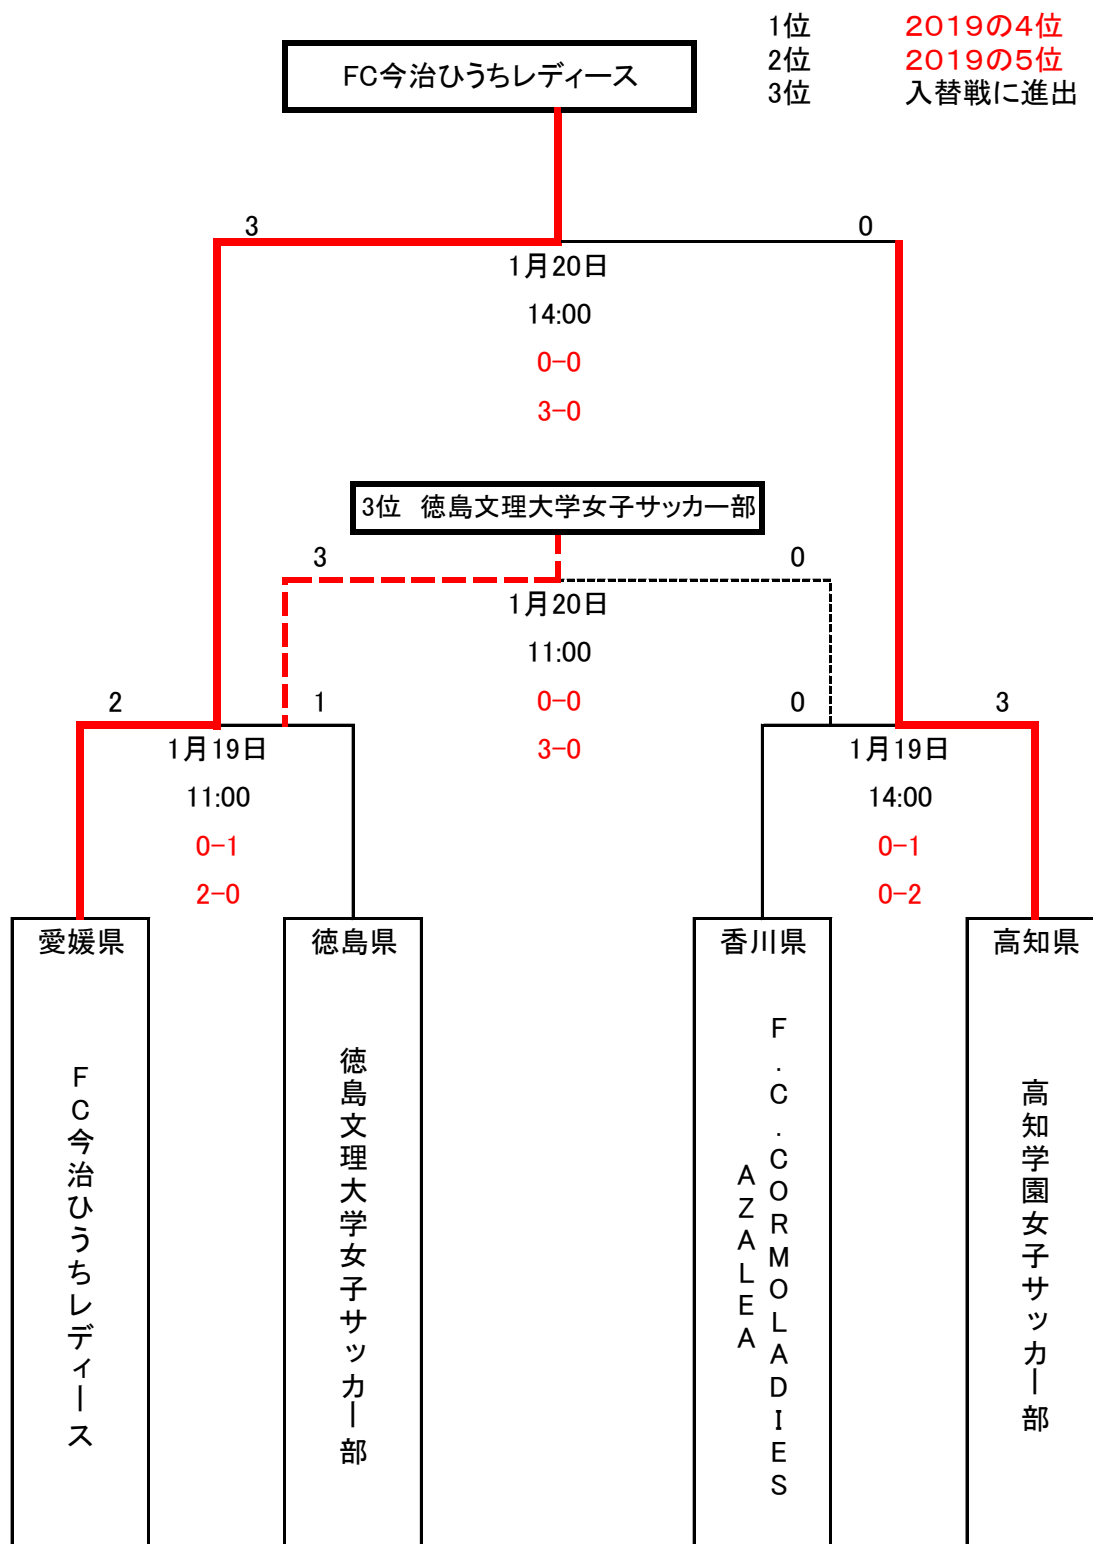 1位 2019の4位
2位 2019の5位
3位 入替戦に進出
FC今治ひうちレディース
3 0
1月20日
14:00
0-0
3-0
3位 徳島文理大学女子サッカー部
3 0
1月20日
11:00
0-0
3-0
2 1
1月19日
11:00
0-1
2-0
0 3
1月19日
14:00
0-1
0-2
愛媛県
FC今治ひうちレディース
徳島県
徳島文理大学女子サッカー部
香川県
F.C.CORMOLADIES
AZALEA
高知県
高知学園女子サッカー部